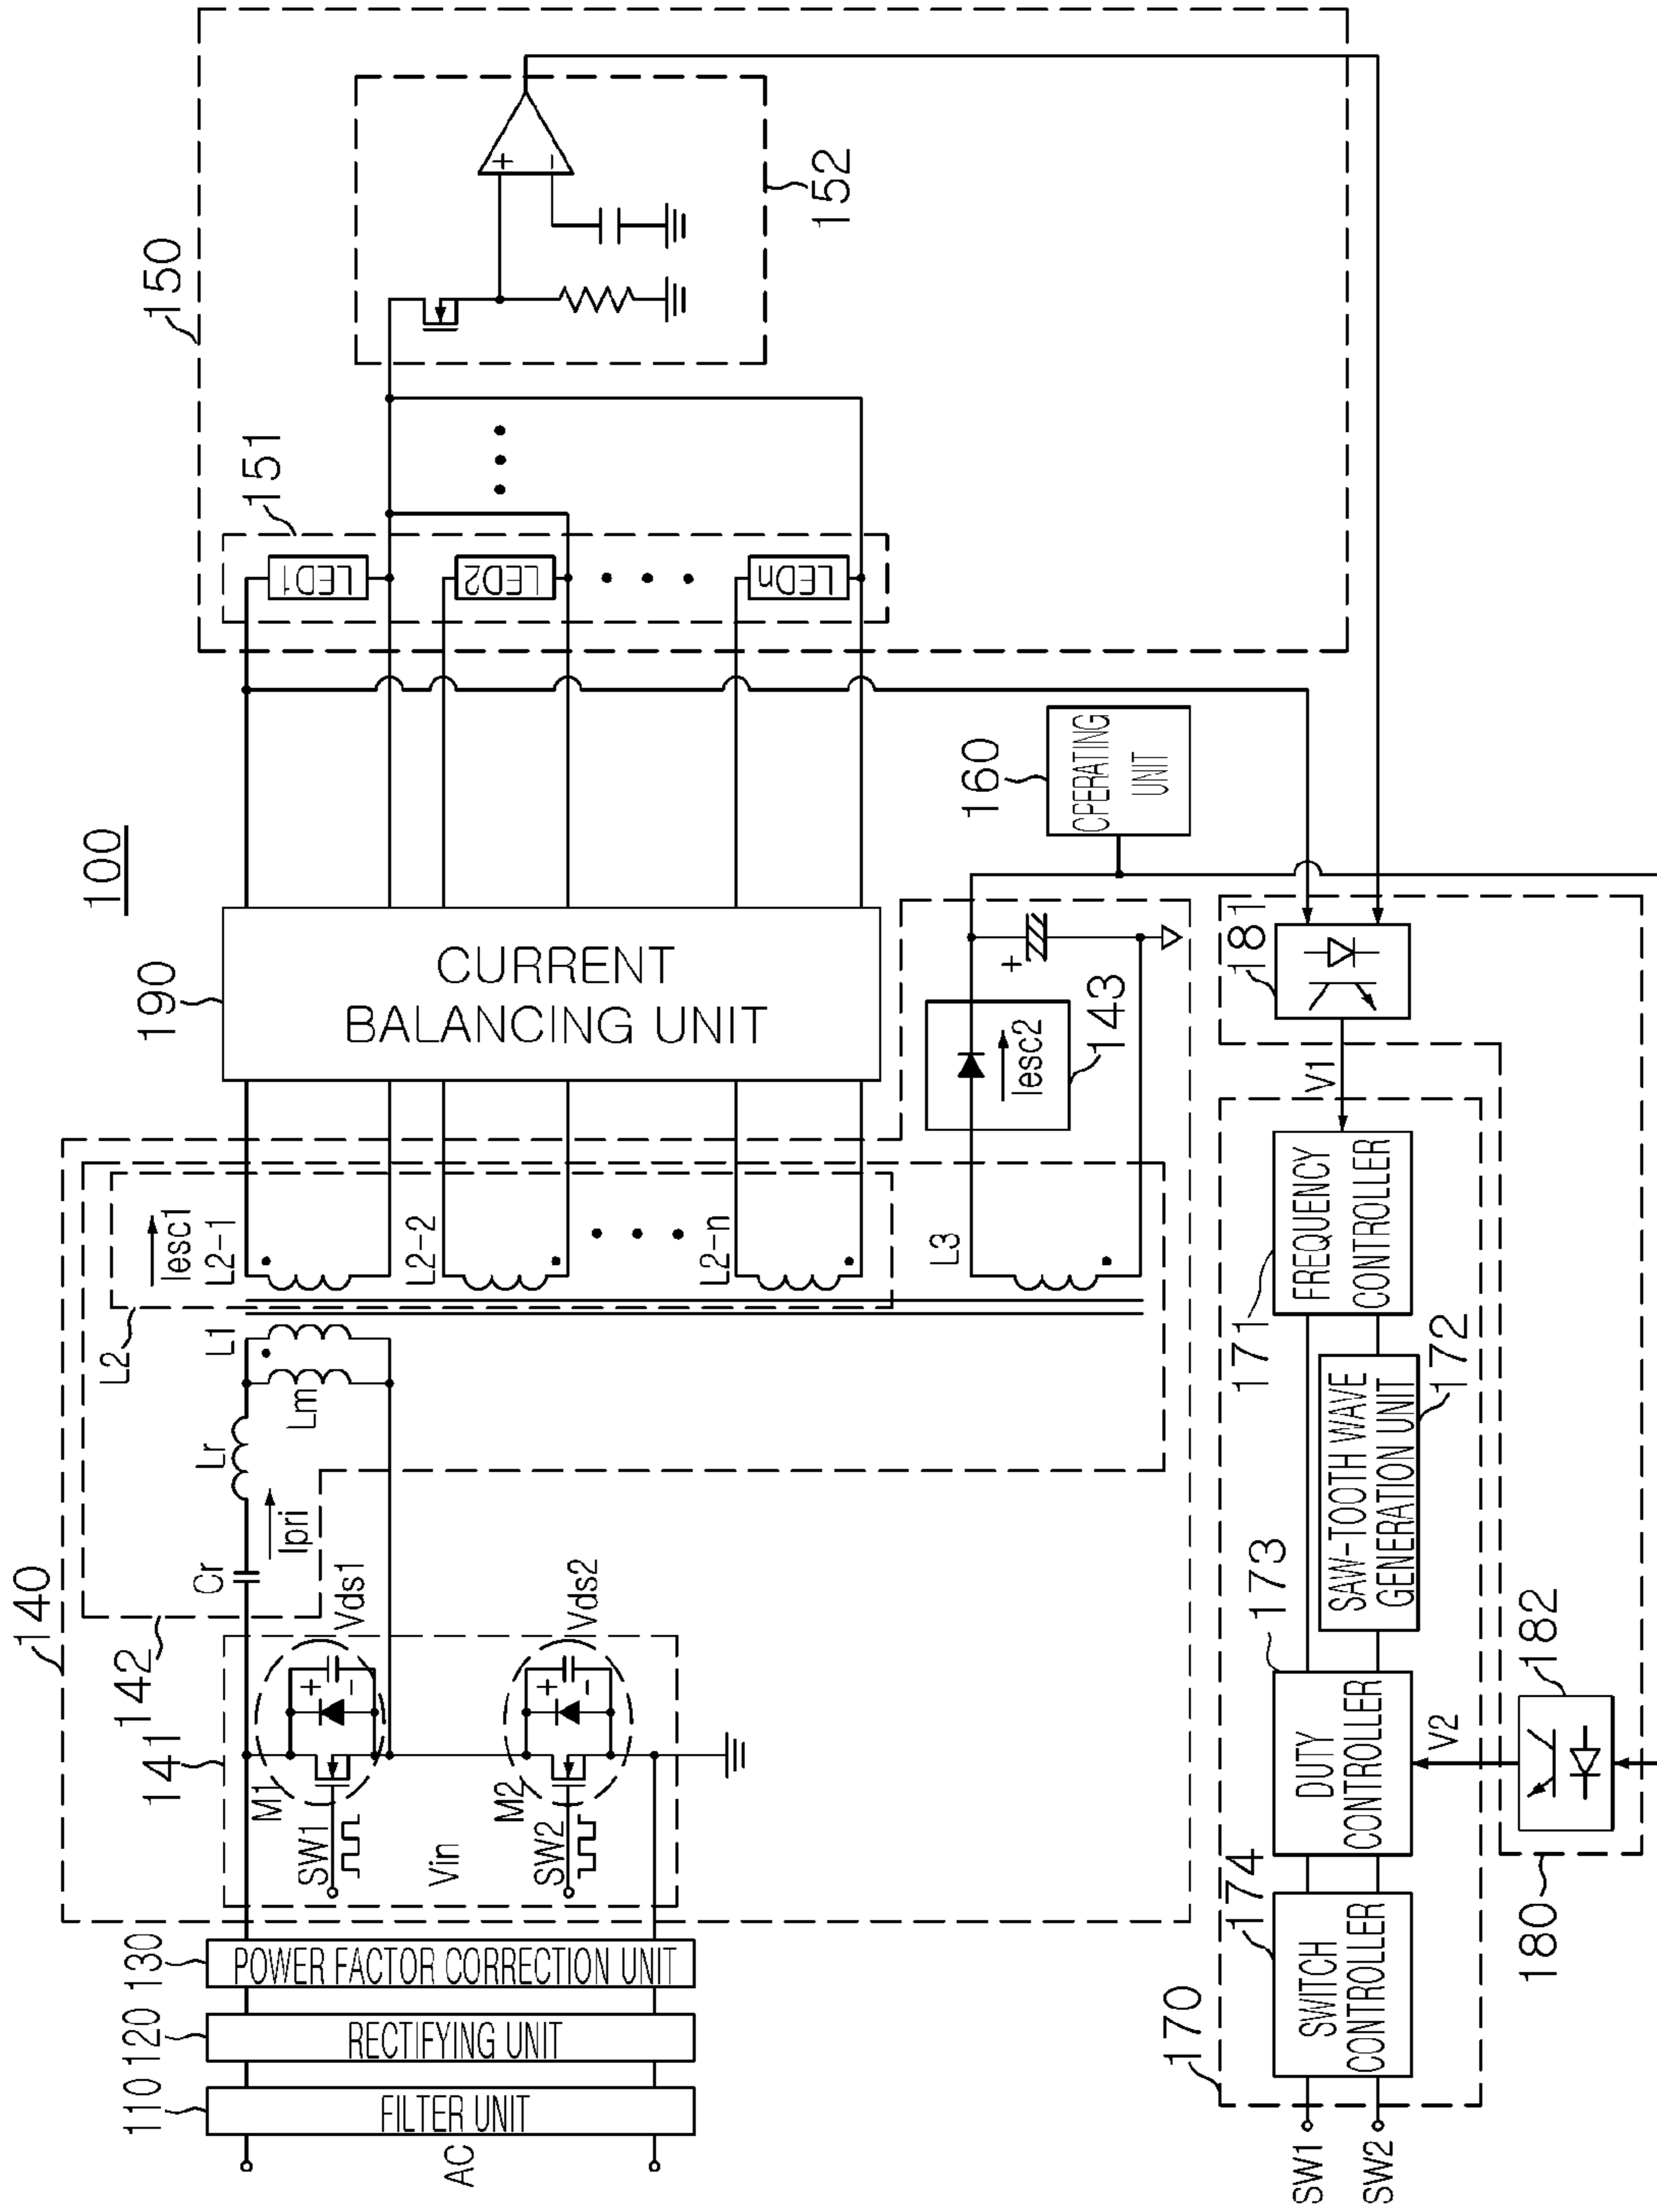 100
110
120
130
140
141
142
150
151
152
190
160
143
AC
FILTER UNIT
RECTIFYING UNIT
POWER FACTOR CORRECTION UNIT
Vin
SW1
M1
+
-
Vds1
SW2
M2
+
-
Vds2
Cr
Ipri
Lr
Lm
L1
L2
Iesc1
L2-1
L2-2
L2-n
L3
CURRENT
BALANCING UNIT
Iesc2
+
CPERATING
UNIT
LED1
LED2
LEDn
+
-
170
SW1
SW2
174
SWITCH
CONTROLLER
173
DUTY
CONTROLLER
172
SAW-TOOTH WAVE
GENERATION UNIT
171
FREQUENCY
CONTROLLER
V1
181
V2
182
180